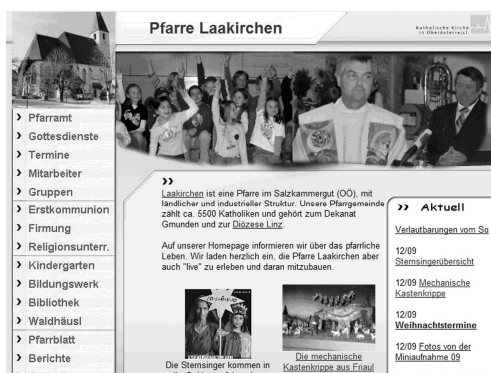 Pfarre Laakirchen
Katholische Kirche
in Oberösterreich
Pfarramt
Gottesdienste
Termine
Mitarbeiter
Gruppen
Erstkommunion
Firmung
Religionsunterr.
Kindergarten
Bildungswerk
Bibliothek
Waldhäusl
Pfarrblatt
Berichte
Laakirchen ist eine Pfarre im Salzkammergut (OÖ), mit
ländlicher und industrieller Struktur. Unsere Pfarrgemeinde
zählt ca. 5500 Katholiken und gehört zum Dekanat
Gmunden und zur Diözese Linz.
Auf unserer Homepage informieren wir über das pfarrliche
Leben. Wir laden herzlich ein, die Pfarre Laakirchen aber
auch "live" zu erleben und daran mitzubauen.
Die Sternsinger kommen in
Die mechanische
Kastenkrippe aus Friaul
Aktuell
Verlautbarungen vom So
12/09
Sternsingerübersicht
12/09 Mechanische
Kastenkrippe
12/09
Weihnachtstermine
12/09 Fotos von der
Miniaufnahme 09